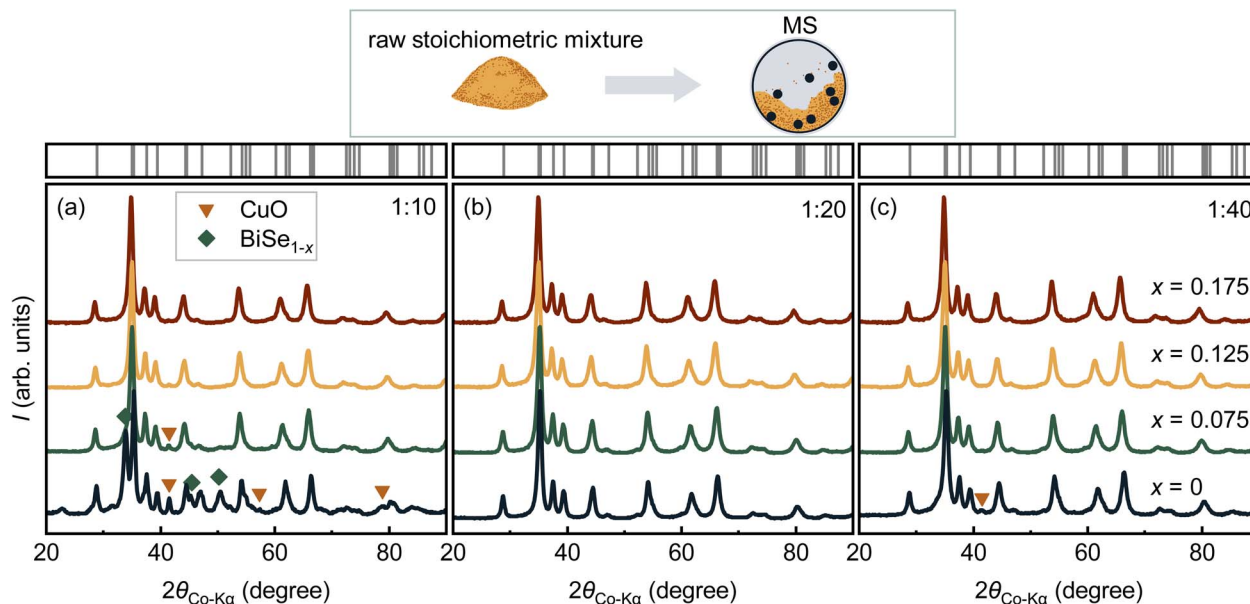 raw stoichiometric mixture
MS
(a)
1:10
CuO
BiSe1-x
(b)
1:20
(c)
1:40
x = 0.175
x = 0.125
x = 0.075
x = 0
I (arb. units)
20 40 60 80
20 40 60 80
20 40 60 80
2θCo-Kα (degree)
2θCo-Kα (degree)
2θCo-Kα (degree)